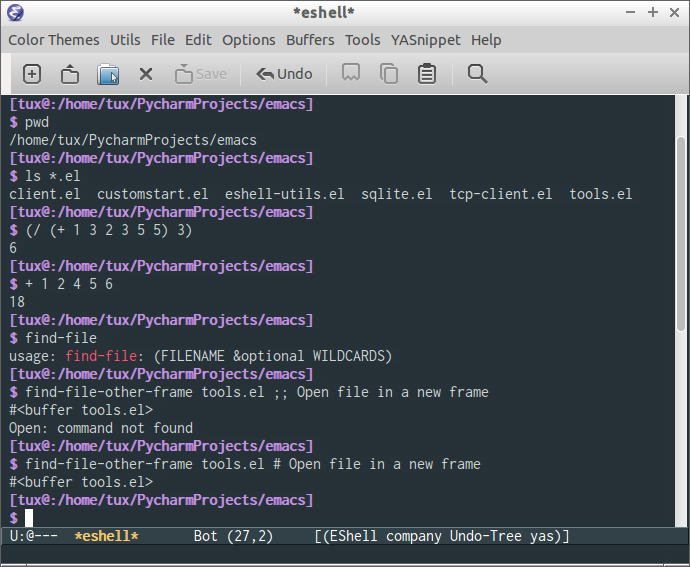 *eshell*
Color Themes Utils File Edit Options Buffers Tools YASnippet Help
Save Undo
[tux@:/home/tux/PycharmProjects/emacs]
$ pwd
/home/tux/PycharmProjects/emacs
[tux@:/home/tux/PycharmProjects/emacs]
$ ls *.el
client.el  customstart.el  eshell-utils.el  sqlite.el  tcp-client.el  tools.el
[tux@:/home/tux/PycharmProjects/emacs]
$ (/ (+ 1 3 2 3 5 5) 3)
6
[tux@:/home/tux/PycharmProjects/emacs]
$ + 1 2 4 5 6
18
[tux@:/home/tux/PycharmProjects/emacs]
$ find-file
usage: find-file: (FILENAME &optional WILDCARDS)
[tux@:/home/tux/PycharmProjects/emacs]
$ find-file-other-frame tools.el ;; Open file in a new frame
#<buffer tools.el>
Open: command not found
[tux@:/home/tux/PycharmProjects/emacs]
$ find-file-other-frame tools.el # Open file in a new frame
#<buffer tools.el>
[tux@:/home/tux/PycharmProjects/emacs]
$
U:@---  *eshell*       Bot (27,2)     [(EShell company Undo-Tree yas)]